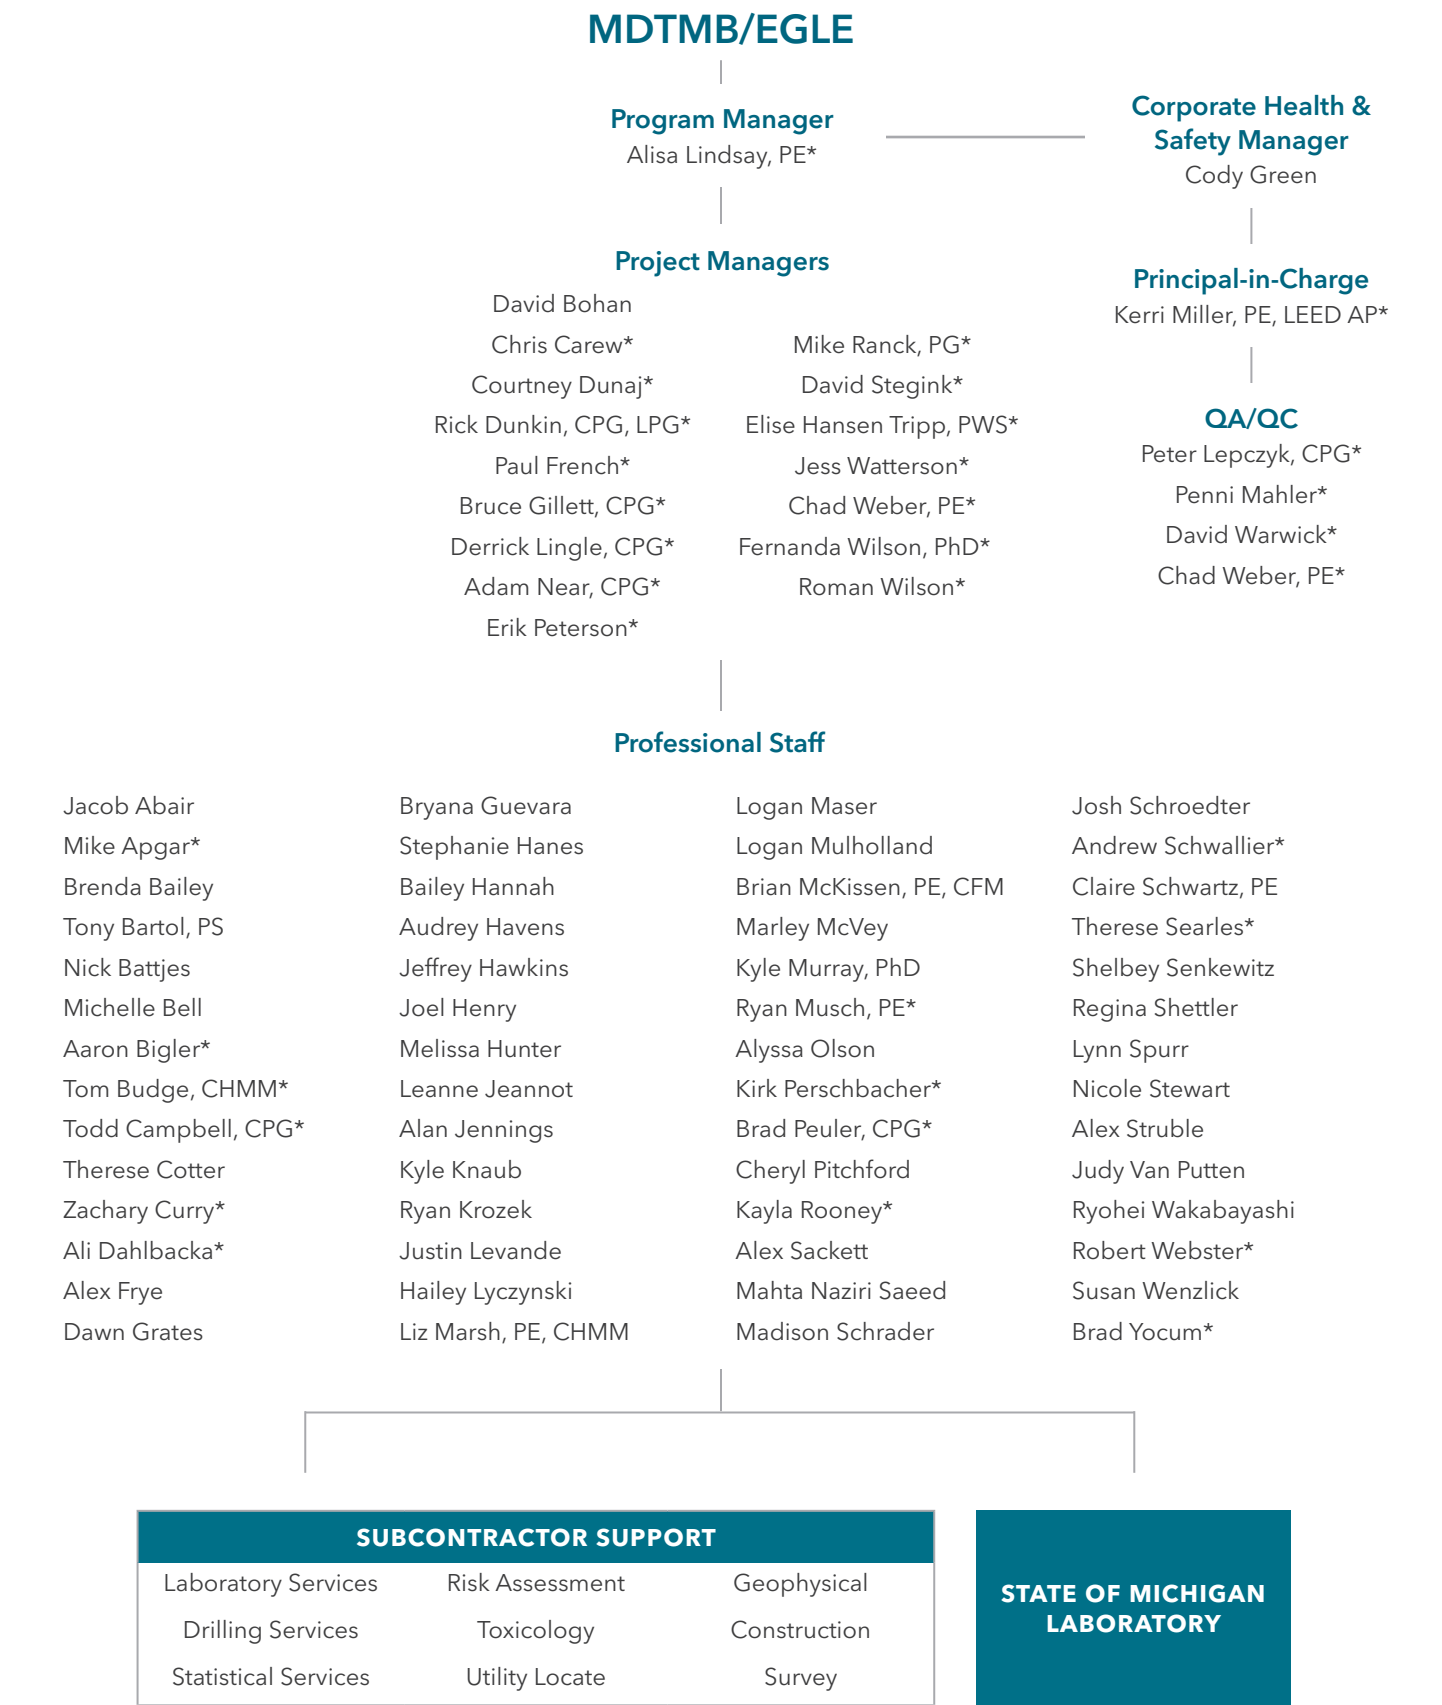 MDTMB/EGLE
Program Manager
Alisa Lindsay, PE*
Corporate Health &
Safety Manager
Cody Green
Principal-in-Charge
Kerri Miller, PE, LEED AP*
QA/QC
Peter Lepczyk, CPG*
Penni Mahler*
David Warwick*
Chad Weber, PE*
Project Managers
David Bohan
Chris Carew*
Courtney Dunaj*
Rick Dunkin, CPG, LPG*
Paul French*
Bruce Gillett, CPG*
Derrick Lingle, CPG*
Adam Near, CPG*
Erik Peterson*
Mike Ranck, PG*
David Stegink*
Elise Hansen Tripp, PWS*
Jess Watterson*
Chad Weber, PE*
Fernanda Wilson, PhD*
Roman Wilson*
Professional Staff
Jacob Abair
Mike Apgar*
Brenda Bailey
Tony Bartol, PS
Nick Battjes
Michelle Bell
Aaron Bigler*
Tom Budge, CHMM*
Todd Campbell, CPG*
Therese Cotter
Zachary Curry*
Ali Dahlbacka*
Alex Frye
Dawn Grates
Bryana Guevara
Stephanie Hanes
Bailey Hannah
Audrey Havens
Jeffrey Hawkins
Joel Henry
Melissa Hunter
Leanne Jeannot
Alan Jennings
Kyle Knaub
Ryan Krozek
Justin Levande
Hailey Lyczynski
Liz Marsh, PE, CHMM
Logan Maser
Logan Mulholland
Brian McKissen, PE, CFM
Marley McVey
Kyle Murray, PhD
Ryan Musch, PE*
Alyssa Olson
Kirk Perschbacher*
Brad Peuler, CPG*
Cheryl Pitchford
Kayla Rooney*
Alex Sackett
Mahta Naziri Saeed
Madison Schrader
Josh Schroedter
Andrew Schwallier*
Claire Schwartz, PE
Therese Searles*
Shelbey Senkewitz
Regina Shettler
Lynn Spurr
Nicole Stewart
Alex Struble
Judy Van Putten
Ryohei Wakabayashi
Robert Webster*
Susan Wenzlick
Brad Yocum*
SUBCONTRACTOR SUPPORT
Laboratory Services
Drilling Services
Statistical Services
Risk Assessment
Toxicology
Utility Locate
Geophysical
Construction
Survey
STATE OF MICHIGAN
LABORATORY